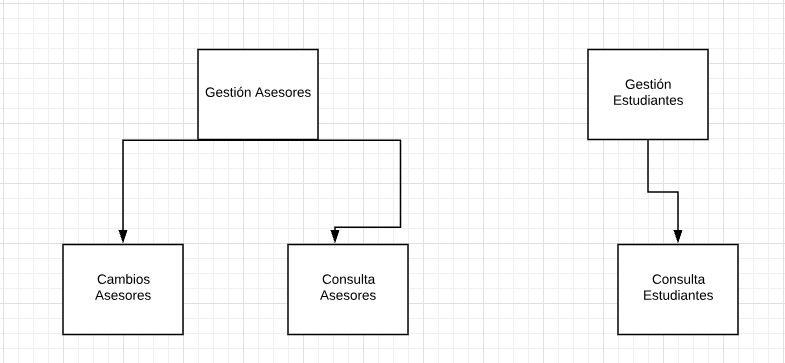 Gestión Asesores
Gestión
Estudiantes
Cambios
Asesores
Consulta
Asesores
Consulta
Estudiantes